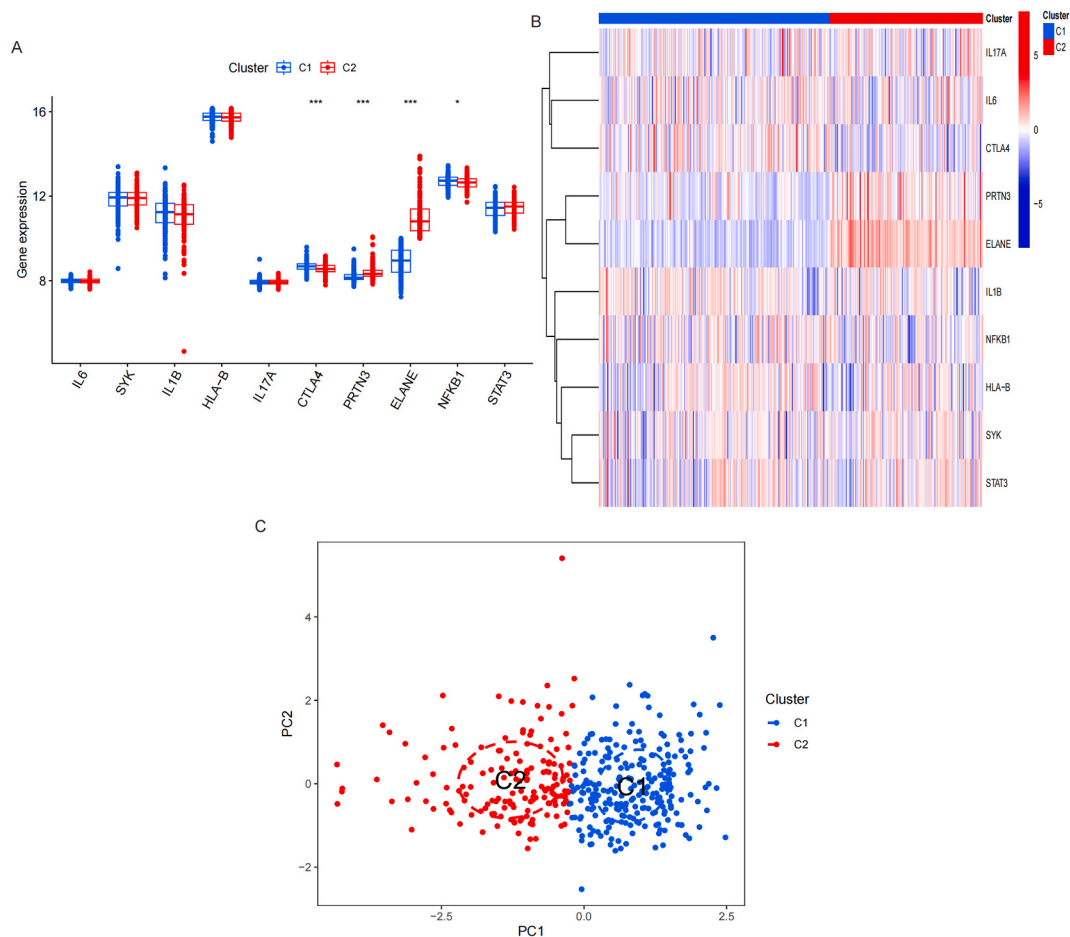 A
Cluster C1 C2
*** *** *** *
16
12
8
Gene expression
IL6 SYK IL1B HLA−B IL17A CTLA4 PRTN3 ELANE NFKB1 STAT3
B
Cluster
IL17A
IL6
CTLA4
PRTN3
ELANE
IL1B
NFKB1
HLA−B
SYK
STAT3
5
0
−5
Cluster
C1
C2
C
4
2
0
−2
PC2
C2
C1
−2.5 0.0 2.5
PC1
Cluster
C1
C2